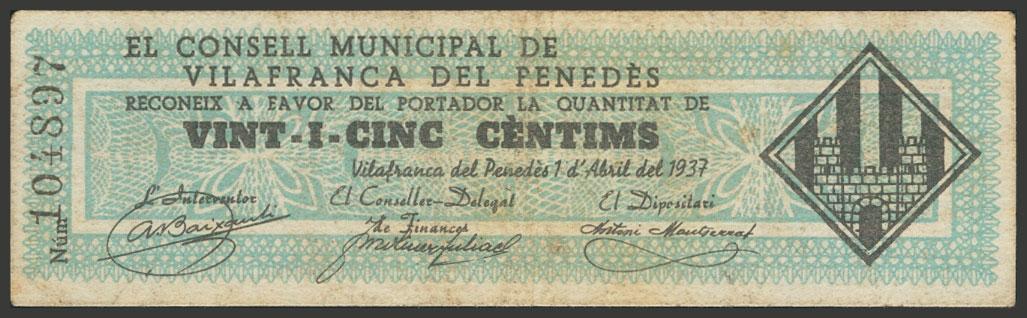 EL CONSELL MUNICIPAL DE
VILAFRANCA DEL PENEDÈS
RECONEIX A FAVOR DEL PORTADOR LA QUANTITAT DE
VINT-I-CINC CÈNTIMS
Vilafranca del Penedès 1 d'Abril del 1937
L'Interventor
El Conseller-Delegat
de Finances
El Dipositari
Antoni Montserrat
Núm. 104897